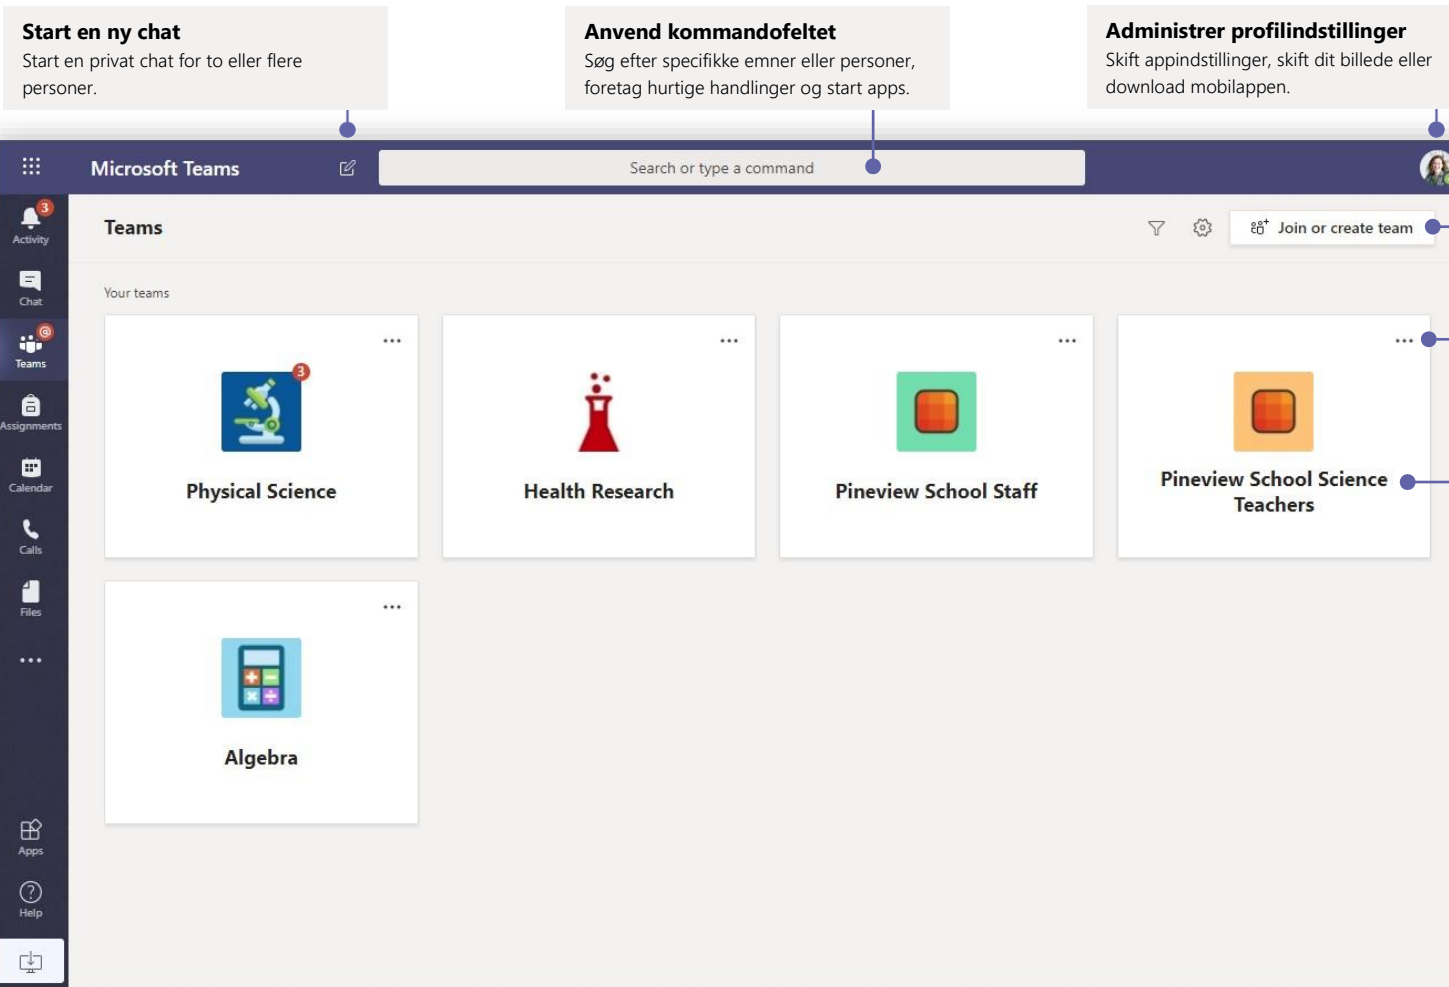 Start en ny chat
Start en privat chat for to eller flere
personer.
Anvend kommandofeltet
Søg efter specifikke emner eller personer,
foretag hurtige handlinger og start apps.
Administrer profilindstillinger
Skift appindstillinger, skift dit billede eller
download mobilappen.
Microsoft Teams
Search or type a command
3
Activity
Chat
@
Teams
Assignments
Calendar
Calls
Files
Apps
Help
Teams
Join or create team
Your teams
3
Physical Science
Health Research
Pineview School Staff
Pineview School Science
Teachers
Algebra